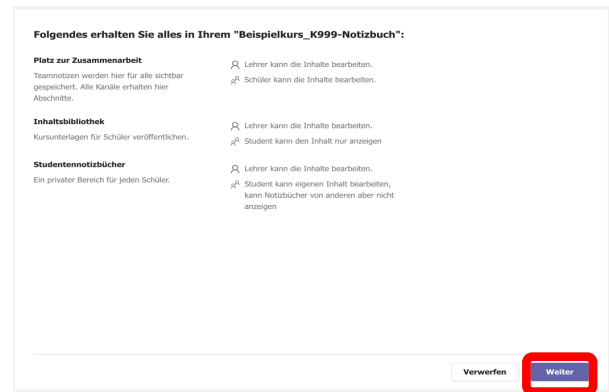 Folgendes erhalten Sie alles in Ihrem "Beispielkurs_K999-Notizbuch":
Platz zur Zusammenarbeit
Teamnotizen werden hier für alle sichtbar
gespeichert. Alle Kanäle erhalten hier
Abschnitte.
Lehrer kann die Inhalte bearbeiten.
Schüler kann die Inhalte bearbeiten.
Inhaltsbibliothek
Kursunterlagen für Schüler veröffentlichen.
Lehrer kann die Inhalte bearbeiten.
Student kann den Inhalt nur anzeigen
Studentennotizbücher
Ein privater Bereich für jeden Schüler.
Lehrer kann die Inhalte bearbeiten.
Student kann eigenen Inhalt bearbeiten,
kann Notizbücher von anderen aber nicht
anzeigen
Verwerfen
Weiter